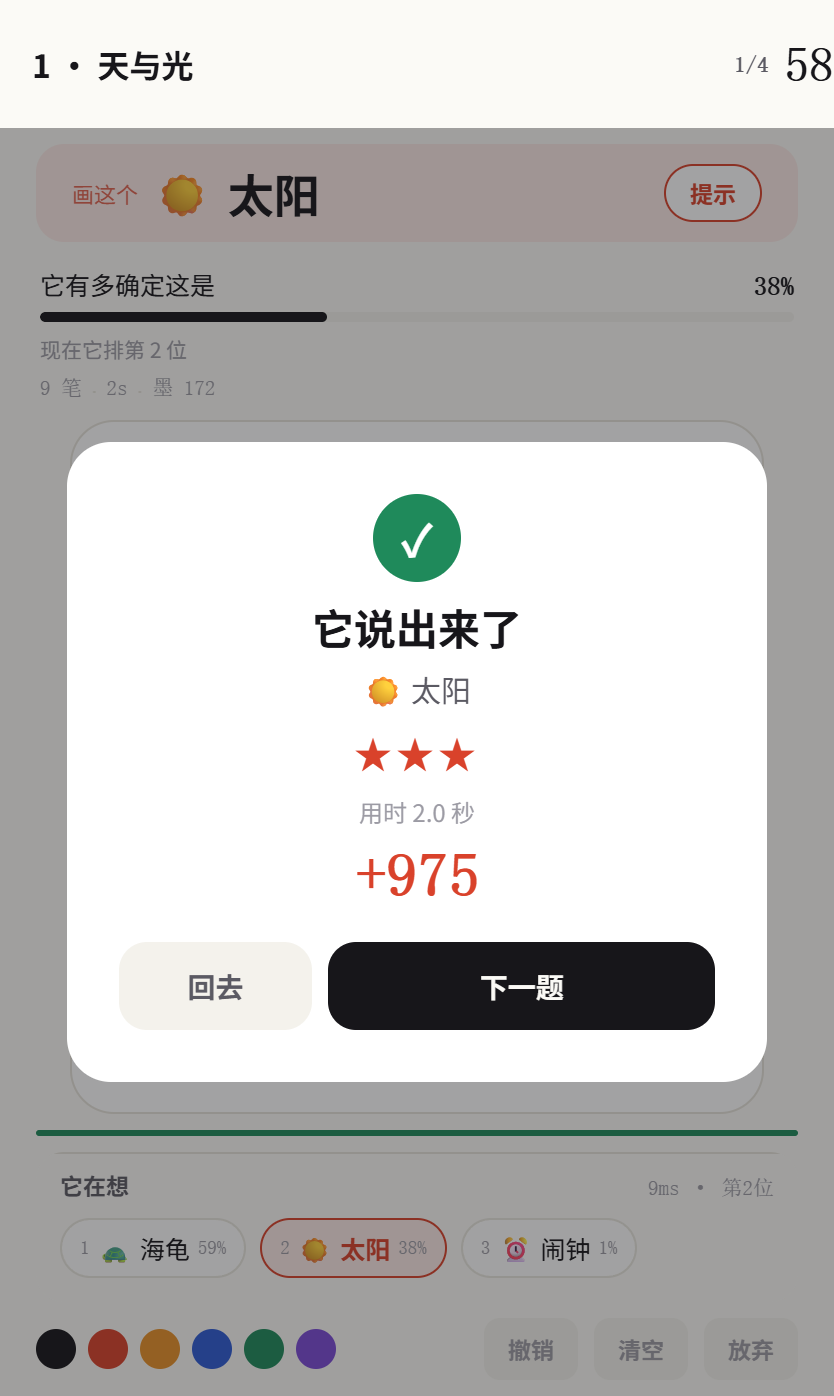 1 · 天与光
1/4 58
画这个 太阳 提示
它有多确定这是 38%
现在它排第 2 位
9 笔 · 2s · 墨 172
✓
它说出来了
太阳
★★★
用时 2.0 秒
+975
回去 下一题
它在想 9ms · 第2位
1 海龟 59% 2 太阳 38% 3 闹钟 1%
撤销 清空 放弃